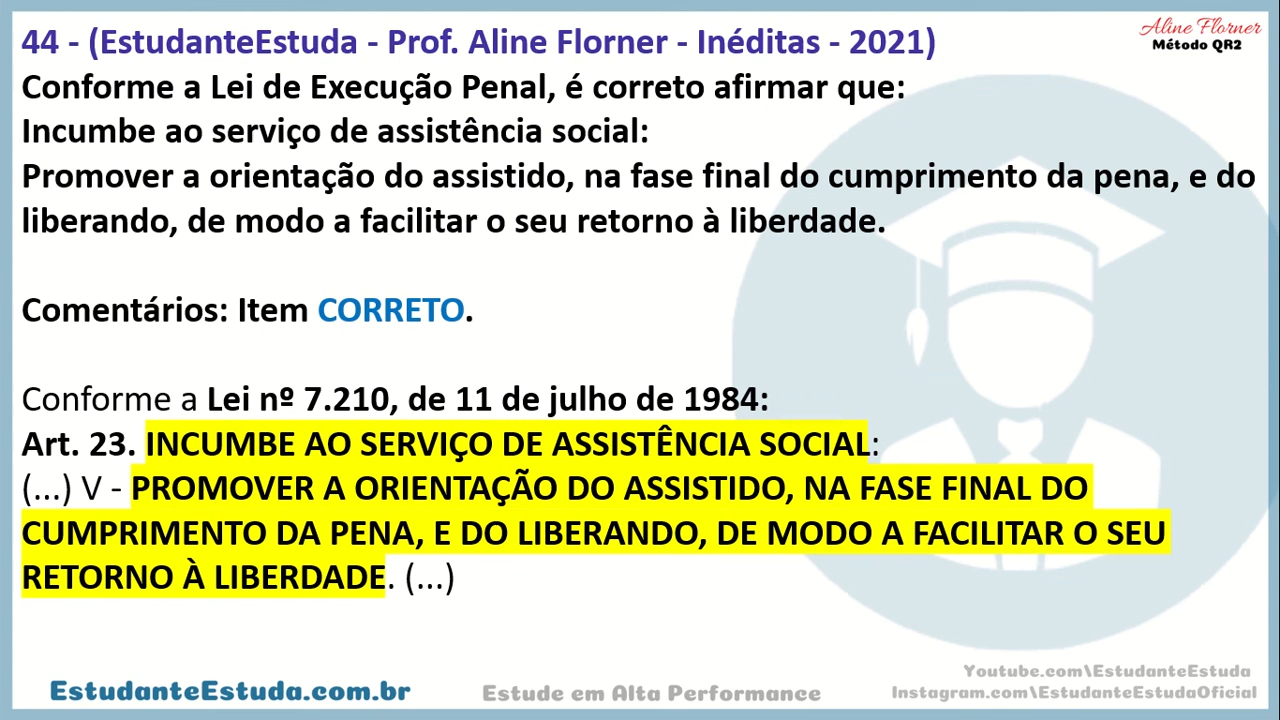 44 - (EstudanteEstuda - Prof. Aline Florner - Inéditas - 2021)
Aline Florner
Método QR2
Conforme a Lei de Execução Penal, é correto afirmar que:
Incumbe ao serviço de assistência social:
Promover a orientação do assistido, na fase final do cumprimento da pena, e do
liberando, de modo a facilitar o seu retorno à liberdade.
Comentários: Item CORRETO.
Conforme a Lei nº 7.210, de 11 de julho de 1984:
Art. 23. INCUMBE AO SERVIÇO DE ASSISTÊNCIA SOCIAL:
(...) V - PROMOVER A ORIENTAÇÃO DO ASSISTIDO, NA FASE FINAL DO
CUMPRIMENTO DA PENA, E DO LIBERANDO, DE MODO A FACILITAR O SEU
RETORNO À LIBERDADE. (...)
EstudanteEstuda.com.br
Estude em Alta Performance
Youtube.com\EstudanteEstuda
Instagram.com\EstudanteEstudaOficial